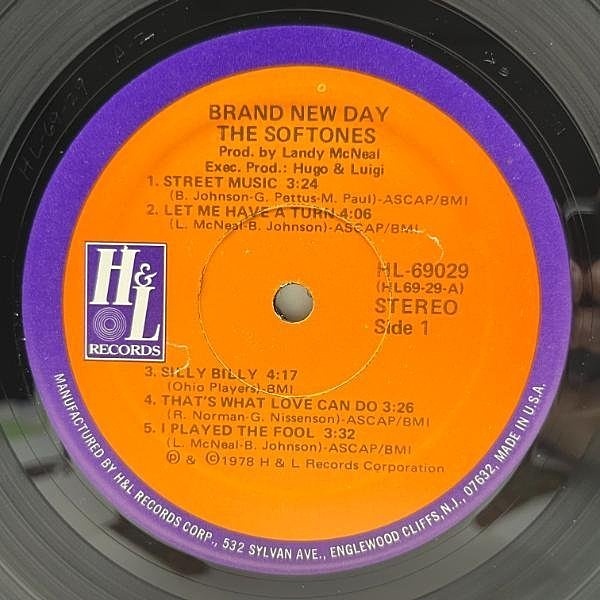 HL-69-29 A-2
BRAND NEW DAY
THE SOFTONES
Prod. by Landy McNeal
Exec. Prod.: Hugo & Luigi
1. STREET MUSIC 3:24
(B. Johnson-G. Pettus-M. Paul)-ASCAP/BMI
2. LET ME HAVE A TURN 4:06
(L. McNeal-B. Johnson)-ASCAP/BMI
H&L
RECORDS
HL-69029
(HL69-29-A)
STEREO
Side 1
3. SILLY BILLY 4:17
(Ohio Players)-BMI
4. THAT'S WHAT LOVE CAN DO 3:26
(R. Norman-G. Nissenson)-ASCAP/BMI
5. I PLAYED THE FOOL 3:32
(L. McNeal-B. Johnson)-ASCAP/BMI
℗ & ©1978 H & L Records Corporation
MANUFACTURED BY H&L RECORDS CORP., 532 SYLVAN AVE., ENGLEWOOD CLIFFS, N.J., 07632, MADE IN U.S.A.